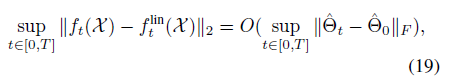 sup_{t∈[0,T]} ‖f_t(𝒳) − f_t^{lin}(𝒳)‖_2 = O( sup_{t∈[0,T]} ‖Θ̂_t − Θ̂_0‖_F ),
(19)